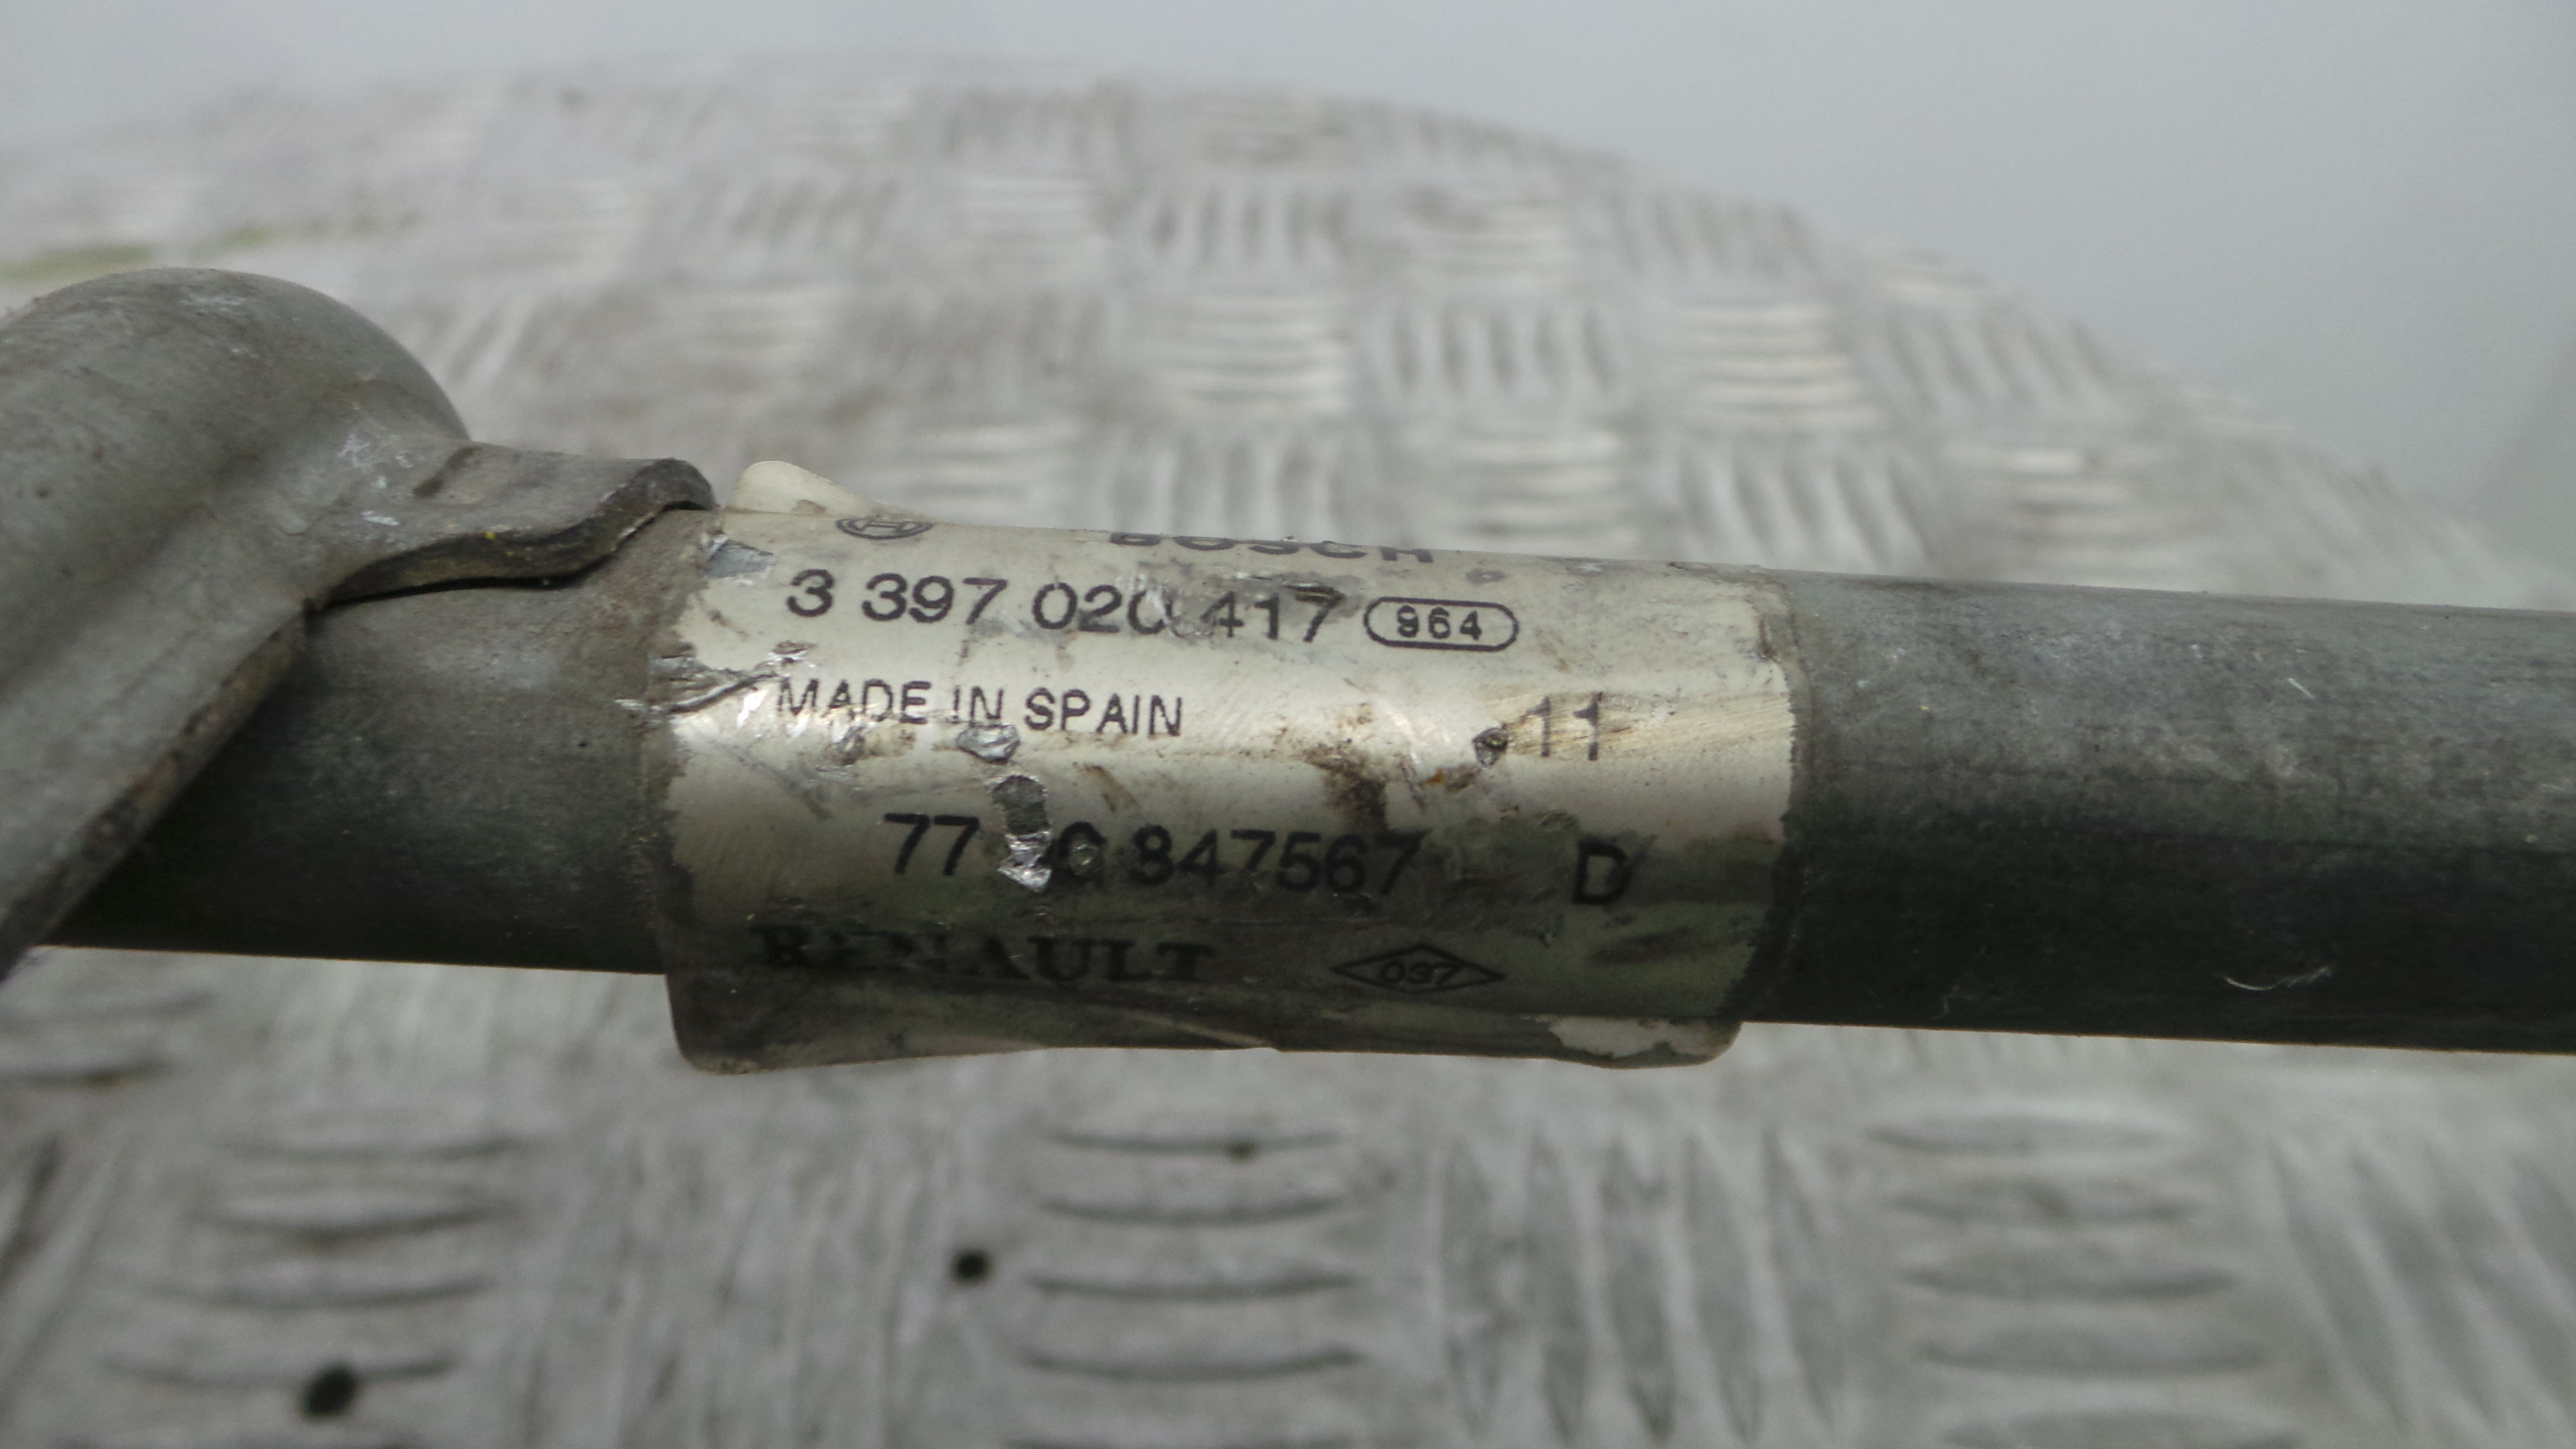 BOSCH
3 397 020 417 964
MADE IN SPAIN 11
847567 D
RENAULT 037